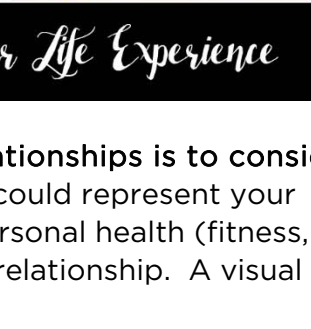 r Life Experience
ationships is to consi
could represent your
rsonal health (fitness,
relationship. A visual